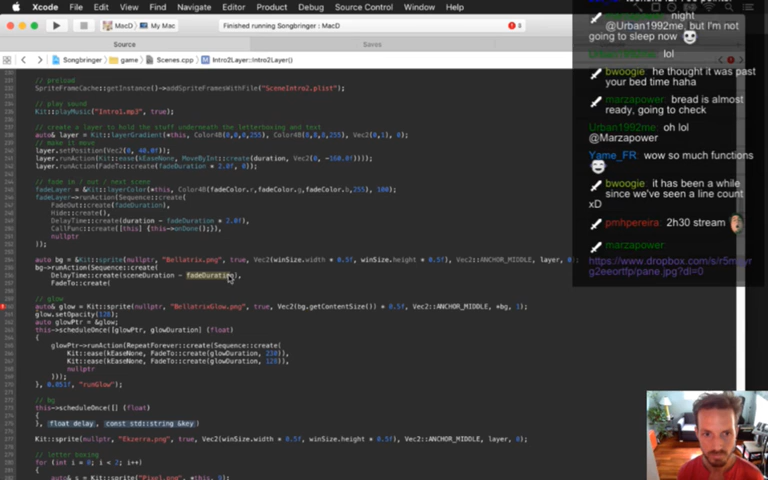 Xcode File Edit View Find Navigate Editor Product Debug Source Control Window Help
MacD My Mac Finished running Songbringer : MacD
Source Saves
Songbringer game Scenes.cpp Intro2Layer::Intro2Layer()
// preload
SpriteFrameCache::getInstance()->addSpriteFramesWithFile("SceneIntro2.plist");
// play sound
Kit::playMusic("Intro1.mp3", true);
// create a layer to hold the stuff underneath the letterboxing and text
auto& layer = Kit::layerGradient(*this, Color4B(0,0,0,255), Color4B(0,0,0,255), Vec2(0,1), 0);
// make it move
layer.setPosition(Vec2(0, 40.0f));
layer.runAction(Kit::ease(kEaseNone, MoveByInt::create(duration, Vec2(0, -160.0f))));
layer.runAction(FadeTo::create(fadeDuration * 2.0f, 0));
// fade in / out / next scene
fadeLayer = &Kit::layerColor(*this, Color4B(fadeColor.r,fadeColor.g,fadeColor.b,255), 100);
fadeLayer->runAction(Sequence::create(
FadeOut::create(fadeDuration),
Hide::create(),
DelayTime::create(duration - fadeDuration * 2.0f),
CallFunc::create([this] {this->onDone();}),
nullptr
));
auto bg = &Kit::sprite(nullptr, "Bellatrix.png", true, Vec2(winSize.width * 0.5f, winSize.height * 0.5f), Vec2::ANCHOR_MIDDLE, layer, 0);
bg->runAction(Sequence::create(
DelayTime::create(sceneDuration - fadeDuration),
FadeTo::create(
// glow
auto& glow = Kit::sprite(nullptr, "BellatrixGlow.png", true, Vec2(bg.getContentSize()) * 0.5f, Vec2::ANCHOR_MIDDLE, *bg, 1);
glow.setOpacity(128);
auto glowPtr = &glow;
this->scheduleOnce([glowPtr, glowDuration] (float)
{
glowPtr->runAction(RepeatForever::create(Sequence::create(
Kit::ease(kEaseNone, FadeTo::create(glowDuration, 230)),
Kit::ease(kEaseNone, FadeTo::create(glowDuration, 128)),
nullptr
)));
}, 0.051f, "runGlow");
// bg
this->scheduleOnce([] (float)
{
}, float delay, const std::string &key)
Kit::sprite(nullptr, "Ekzerra.png", true, Vec2(winSize.width * 0.5f, winSize.height * 0.5f), Vec2::ANCHOR_MIDDLE, layer, 0);
// letter boxing
for (int i = 0; i < 2; i++)
{
auto& s = Kit::sprite(nullptr, "Pixel.png", *this, 9);
night
@Urban1992me, but I'm not
going to sleep now
Urban1992me: lol
bwoogie: he thought it was past
your bed time haha
marzapower: bread is almost
ready, going to check
Urban1992me: oh lol
@Marzapower
Yame_FR: wow so much functions
bwoogie: it has been a while
since we've seen a line count
xD
pmhpereira: 2h30 stream
marzapower: